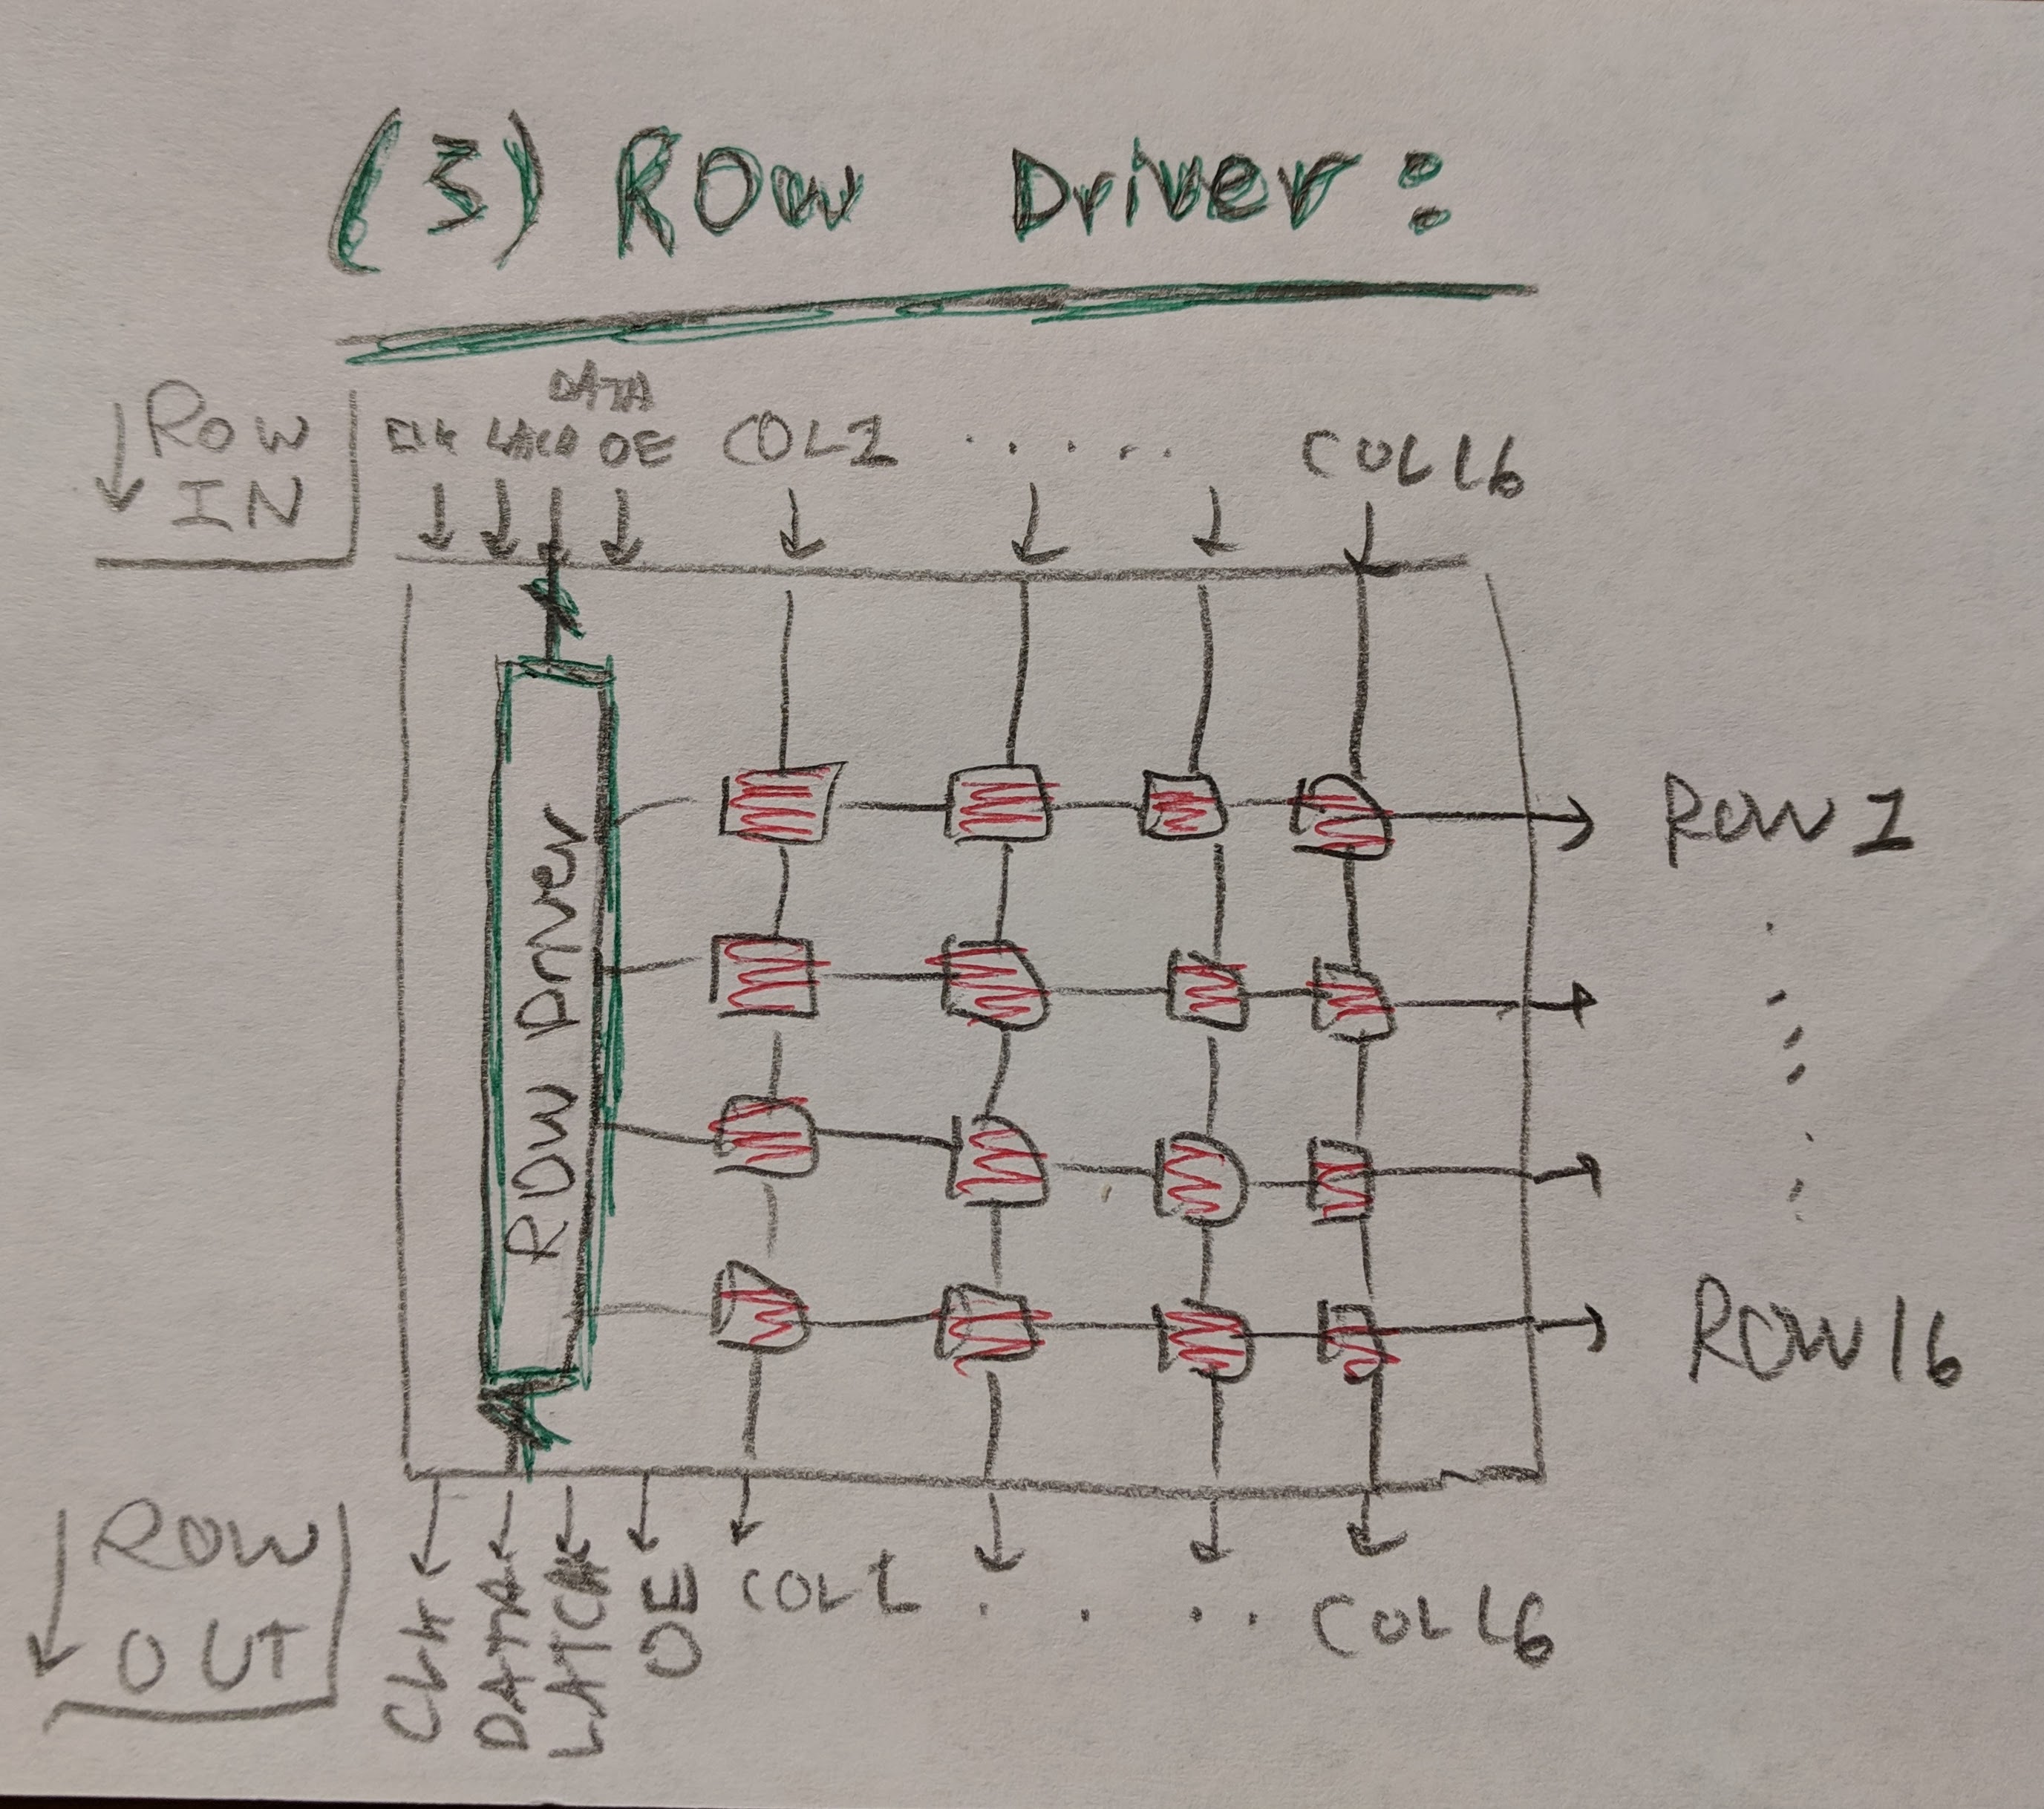 (3) ROW Driver:
ROW
IN
DATA
CLK LATCH OE COL1 . . . . . COL16
Row Driver
ROW 1
ROW 16
ROW
OUT
CLK
DATA
LATCH
OE
COL1 . . . . COL16